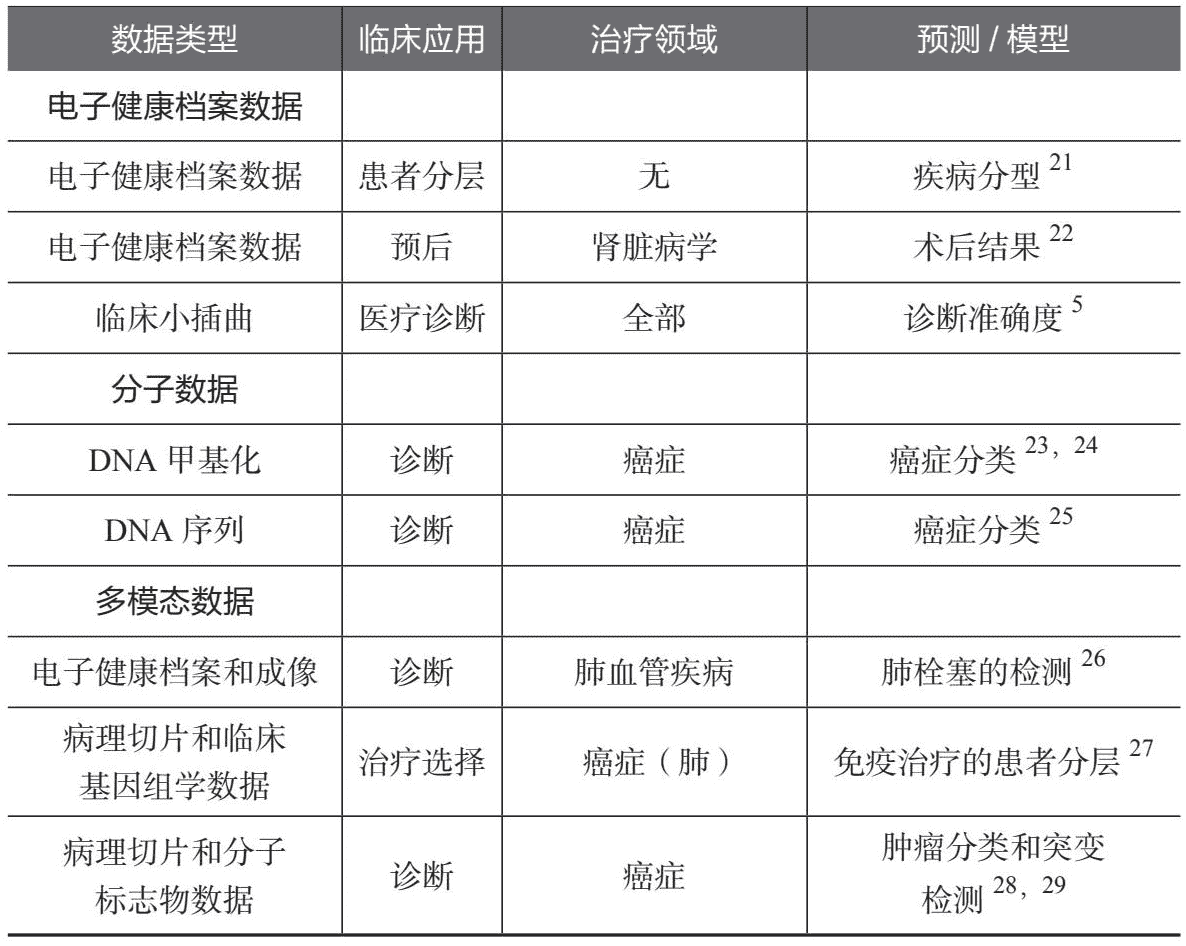 数据类型 临床应用 治疗领域 预测 / 模型
电子健康档案数据
电子健康档案数据 患者分层 无 疾病分型 21
电子健康档案数据 预后 肾脏病学 术后结果 22
临床小插曲 医疗诊断 全部 诊断准确度 5
分子数据
DNA 甲基化 诊断 癌症 癌症分类 23，24
DNA 序列 诊断 癌症 癌症分类 25
多模态数据
电子健康档案和成像 诊断 肺血管疾病 肺栓塞的检测 26
病理切片和临床
基因组学数据 治疗选择 癌症（肺） 免疫治疗的患者分层 27
病理切片和分子
标志物数据 诊断 癌症 肿瘤分类和突变
检测 28，29